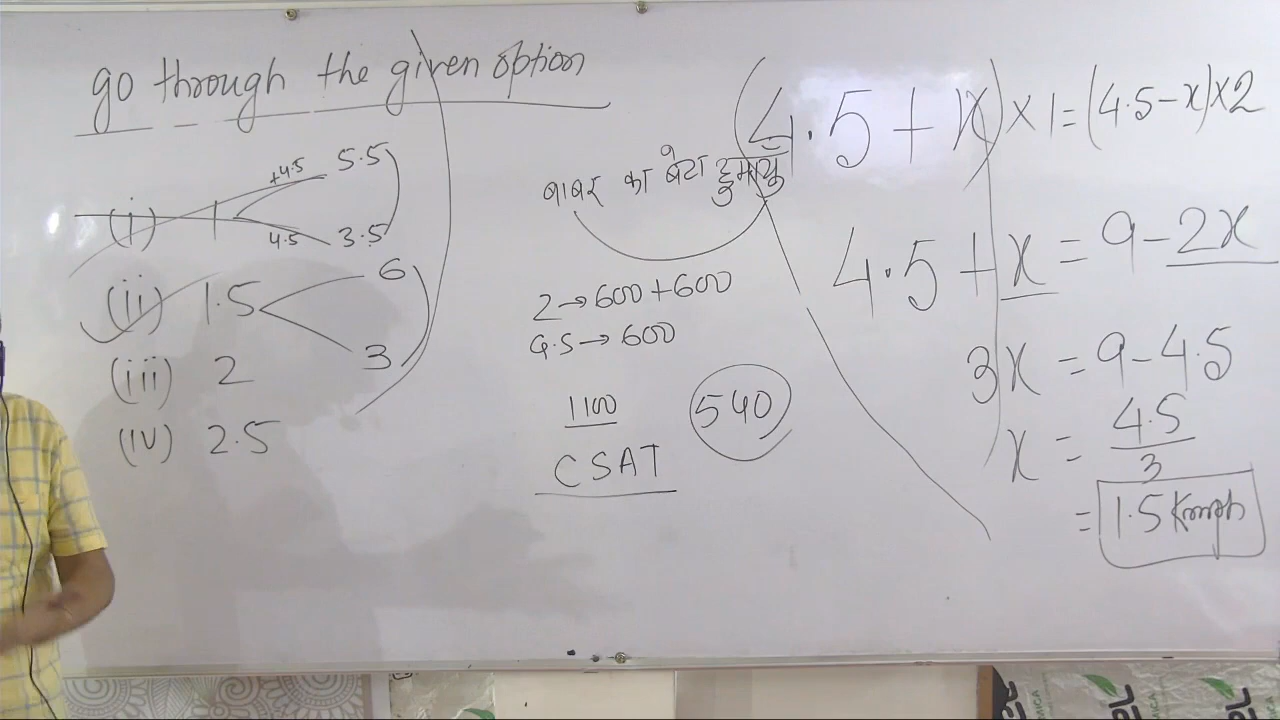 go through the given option
(i) 1 +4.5 5.5
4.5 3.5
(ii) 1.5 6
3
(iii) 2
(iv) 2.5
बाबर का बेटा हुमायु
2→600+600
G.S→600
1100
540
CSAT
(4.5+x)×1=(4.5-x)×2
4.5+x=9-2x
3x=9-4.5
x=4.5/3
=1.5 Kmph